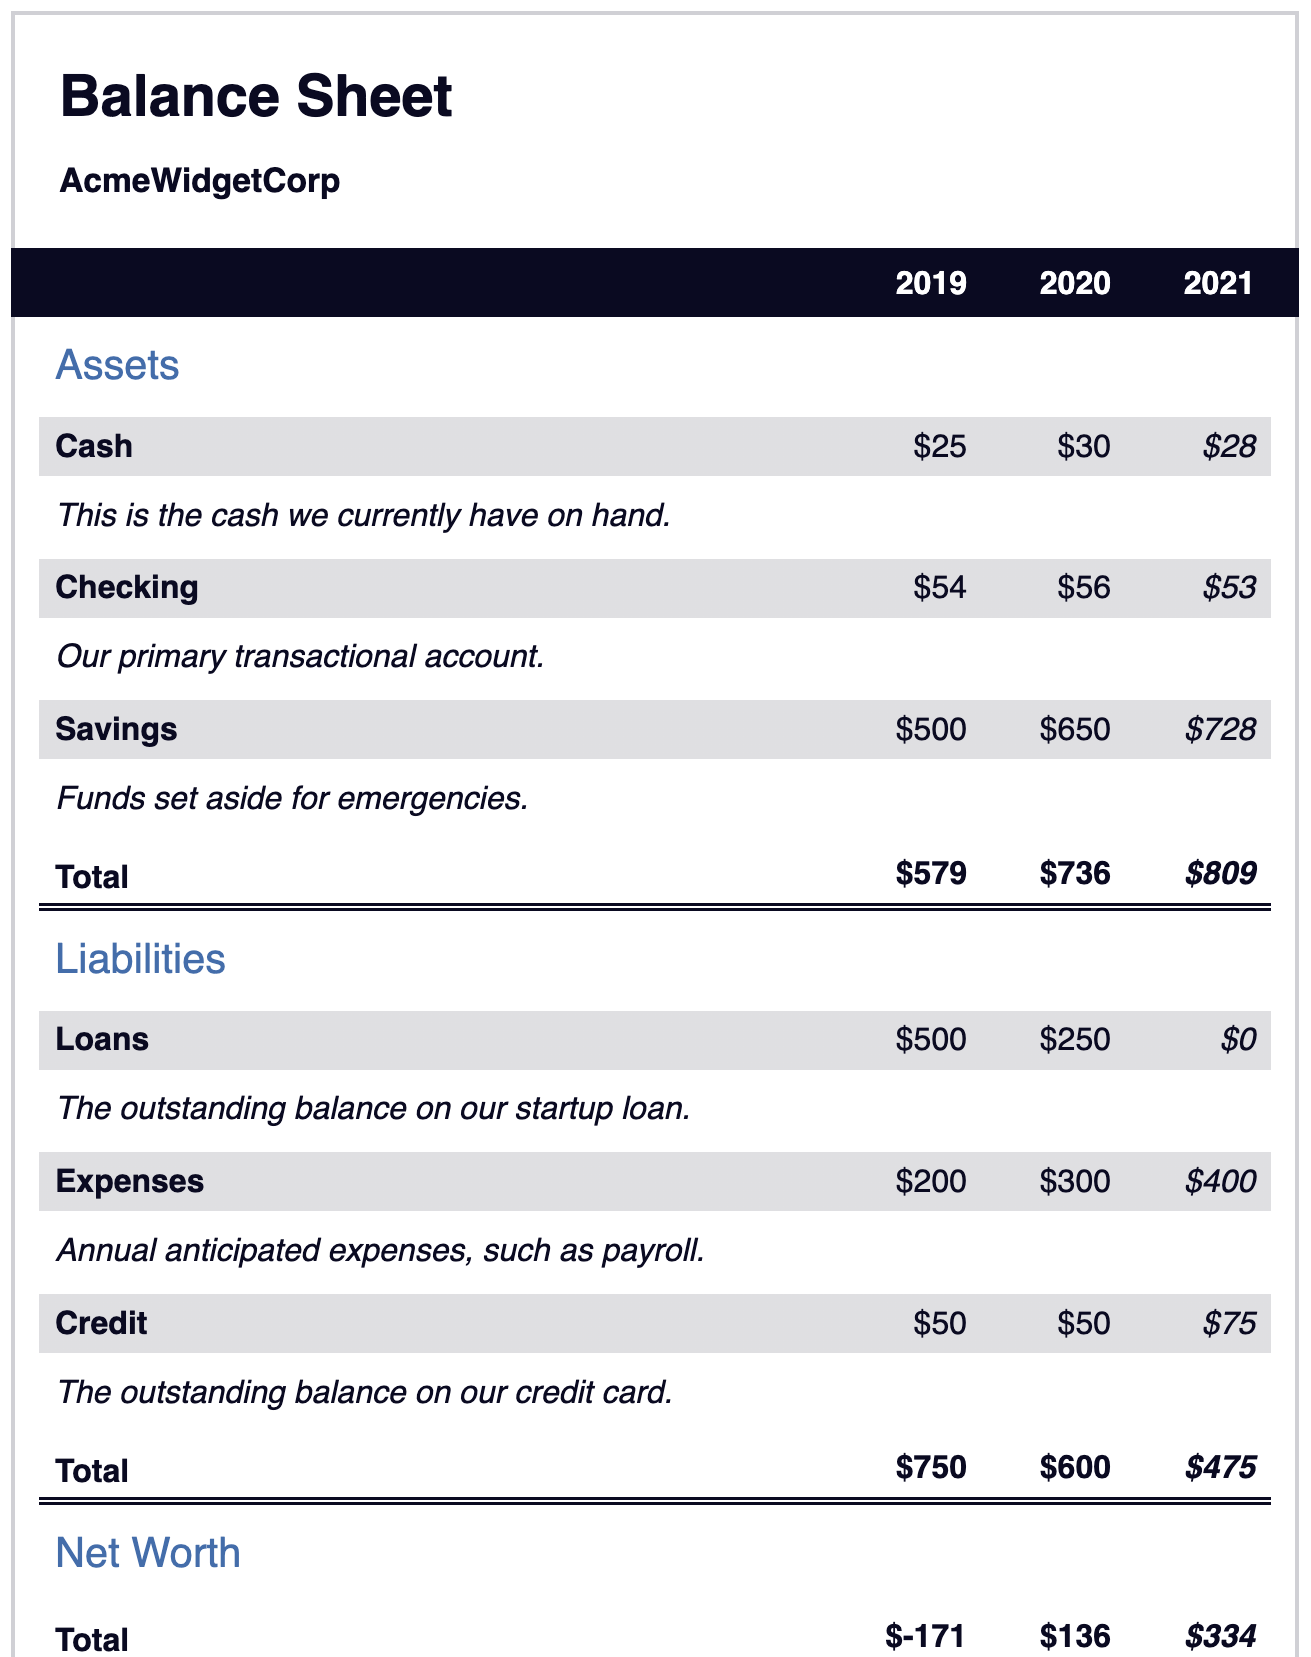 Balance Sheet
AcmeWidgetCorp
2019 2020 2021
Assets
Cash $25 $30 $28
This is the cash we currently have on hand.
Checking $54 $56 $53
Our primary transactional account.
Savings $500 $650 $728
Funds set aside for emergencies.
Total $579 $736 $809
Liabilities
Loans $500 $250 $0
The outstanding balance on our startup loan.
Expenses $200 $300 $400
Annual anticipated expenses, such as payroll.
Credit $50 $50 $75
The outstanding balance on our credit card.
Total $750 $600 $475
Net Worth
Total $-171 $136 $334